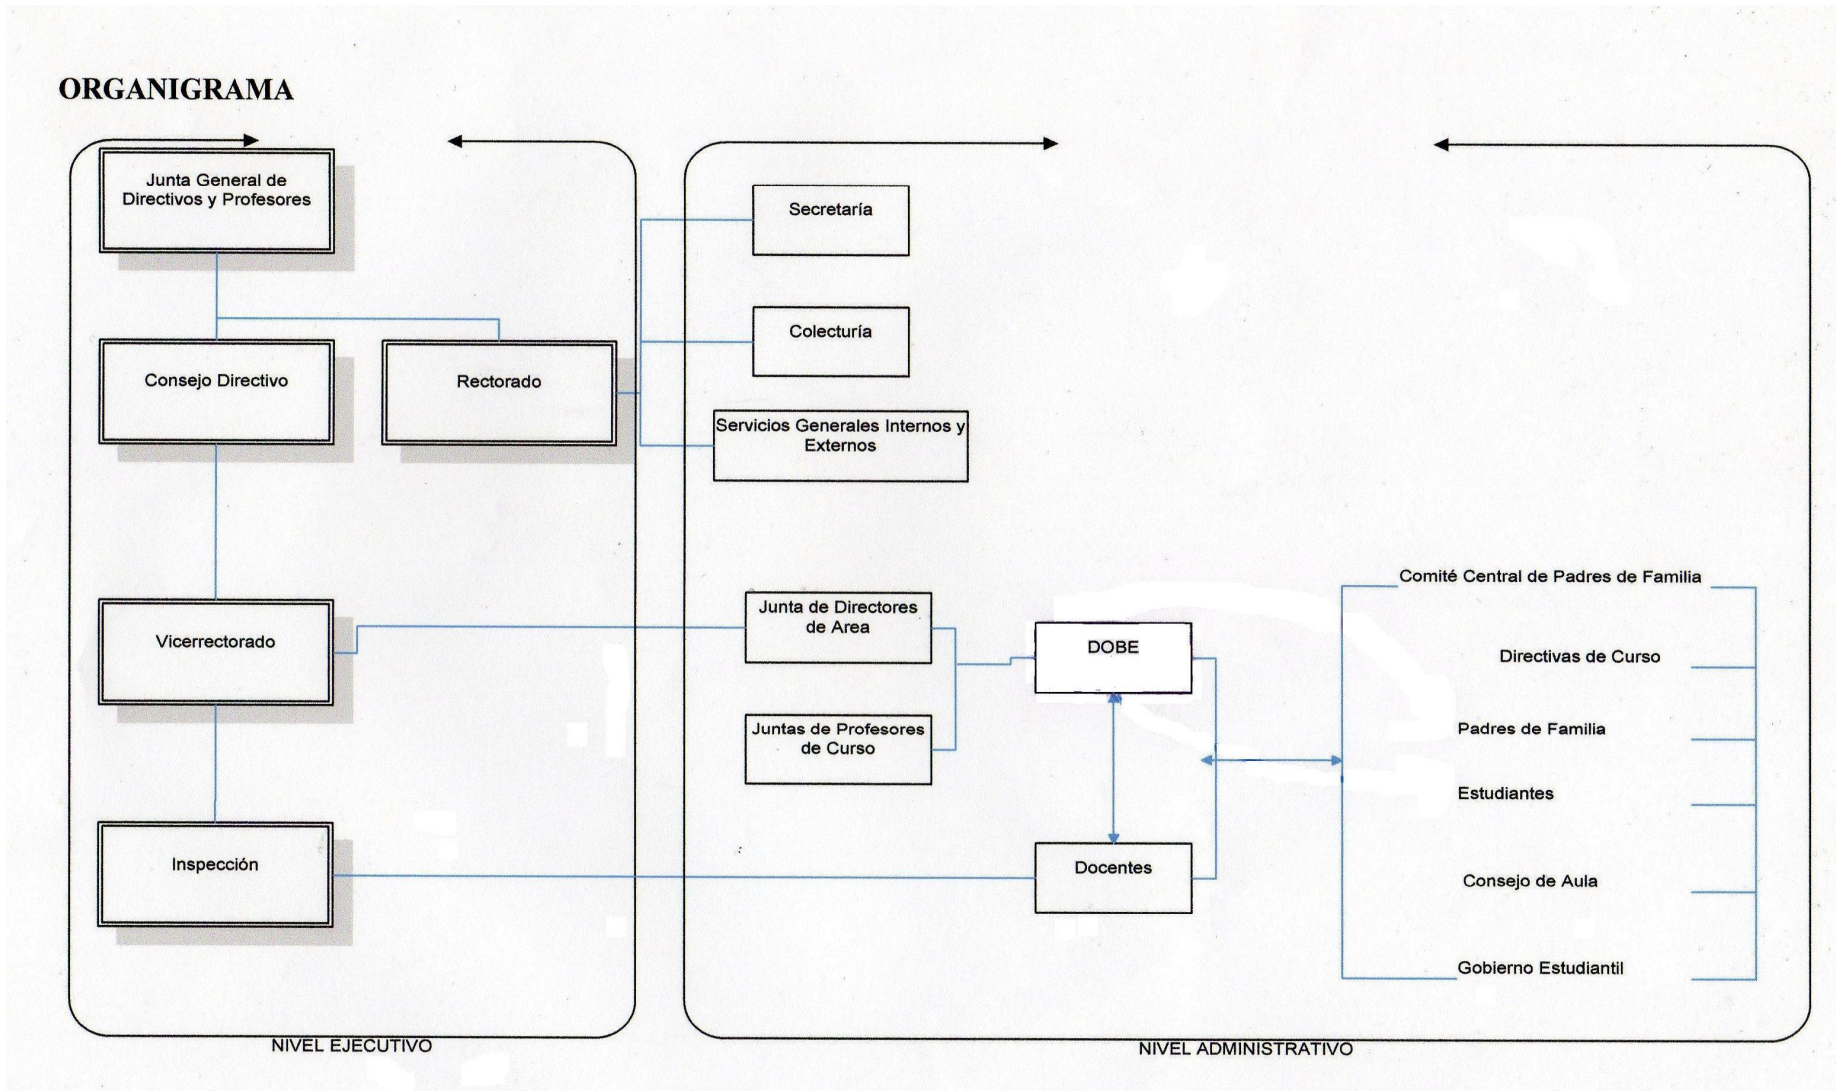 ORGANIGRAMA
Junta General de
Directivos y Profesores
Consejo Directivo
Rectorado
Vicerrectorado
Inspección
NIVEL EJECUTIVO
Secretaría
Colecturía
Servicios Generales Internos y
Externos
Junta de Directores
de Area
Juntas de Profesores
de Curso
DOBE
Docentes
Comité Central de Padres de Familia
Directivas de Curso
Padres de Familia
Estudiantes
Consejo de Aula
Gobierno Estudiantil
NIVEL ADMINISTRATIVO